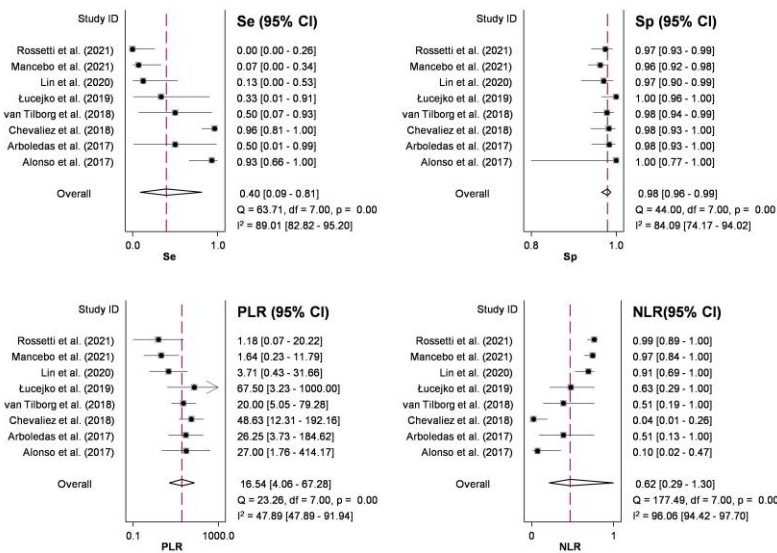 Study ID Se (95% CI)
Rossetti et al. (2021) 0.00 [0.00 - 0.26]
Mancebo et al. (2021) 0.07 [0.00 - 0.34]
Lin et al. (2020) 0.13 [0.00 - 0.53]
Łucejko et al. (2019) 0.33 [0.01 - 0.91]
van Tilborg et al. (2018) 0.50 [0.07 - 0.93]
Chevaliez et al. (2018) 0.96 [0.81 - 1.00]
Arboledas et al. (2017) 0.50 [0.01 - 0.99]
Alonso et al. (2017) 0.93 [0.66 - 1.00]
Overall 0.40 [0.09 - 0.81]
Q = 63.71, df = 7.00, p = 0.00
I² = 89.01 [82.82 - 95.20]
0.0 1.0
Se
Study ID Sp (95% CI)
Rossetti et al. (2021) 0.97 [0.93 - 0.99]
Mancebo et al. (2021) 0.96 [0.92 - 0.98]
Lin et al. (2020) 0.97 [0.90 - 0.99]
Łucejko et al. (2019) 1.00 [0.96 - 1.00]
van Tilborg et al. (2018) 0.98 [0.94 - 0.99]
Chevaliez et al. (2018) 0.98 [0.93 - 1.00]
Arboledas et al. (2017) 0.98 [0.93 - 1.00]
Alonso et al. (2017) 1.00 [0.77 - 1.00]
Overall 0.98 [0.96 - 0.99]
Q = 44.00, df = 7.00, p = 0.00
I² = 84.09 [74.17 - 94.02]
0.8 1.0
Sp
Study ID PLR (95% CI)
Rossetti et al. (2021) 1.18 [0.07 - 20.22]
Mancebo et al. (2021) 1.64 [0.23 - 11.79]
Lin et al. (2020) 3.71 [0.43 - 31.66]
Łucejko et al. (2019) 67.50 [3.23 - 1000.00]
van Tilborg et al. (2018) 20.00 [5.05 - 79.28]
Chevaliez et al. (2018) 48.63 [12.31 - 192.16]
Arboledas et al. (2017) 26.25 [3.73 - 184.62]
Alonso et al. (2017) 27.00 [1.76 - 414.17]
Overall 16.54 [4.06 - 67.28]
Q = 23.26, df = 7.00, p = 0.00
I² = 47.89 [47.89 - 91.94]
0.1 1000.0
PLR
Study ID NLR(95% CI)
Rossetti et al. (2021) 0.99 [0.89 - 1.00]
Mancebo et al. (2021) 0.97 [0.84 - 1.00]
Lin et al. (2020) 0.91 [0.69 - 1.00]
Łucejko et al. (2019) 0.63 [0.29 - 1.00]
van Tilborg et al. (2018) 0.51 [0.19 - 1.00]
Chevaliez et al. (2018) 0.04 [0.01 - 0.26]
Arboledas et al. (2017) 0.51 [0.13 - 1.00]
Alonso et al. (2017) 0.10 [0.02 - 0.47]
Overall 0.62 [0.29 - 1.30]
Q = 177.49, df = 7.00, p = 0.00
I² = 96.06 [94.42 - 97.70]
0 1
NLR